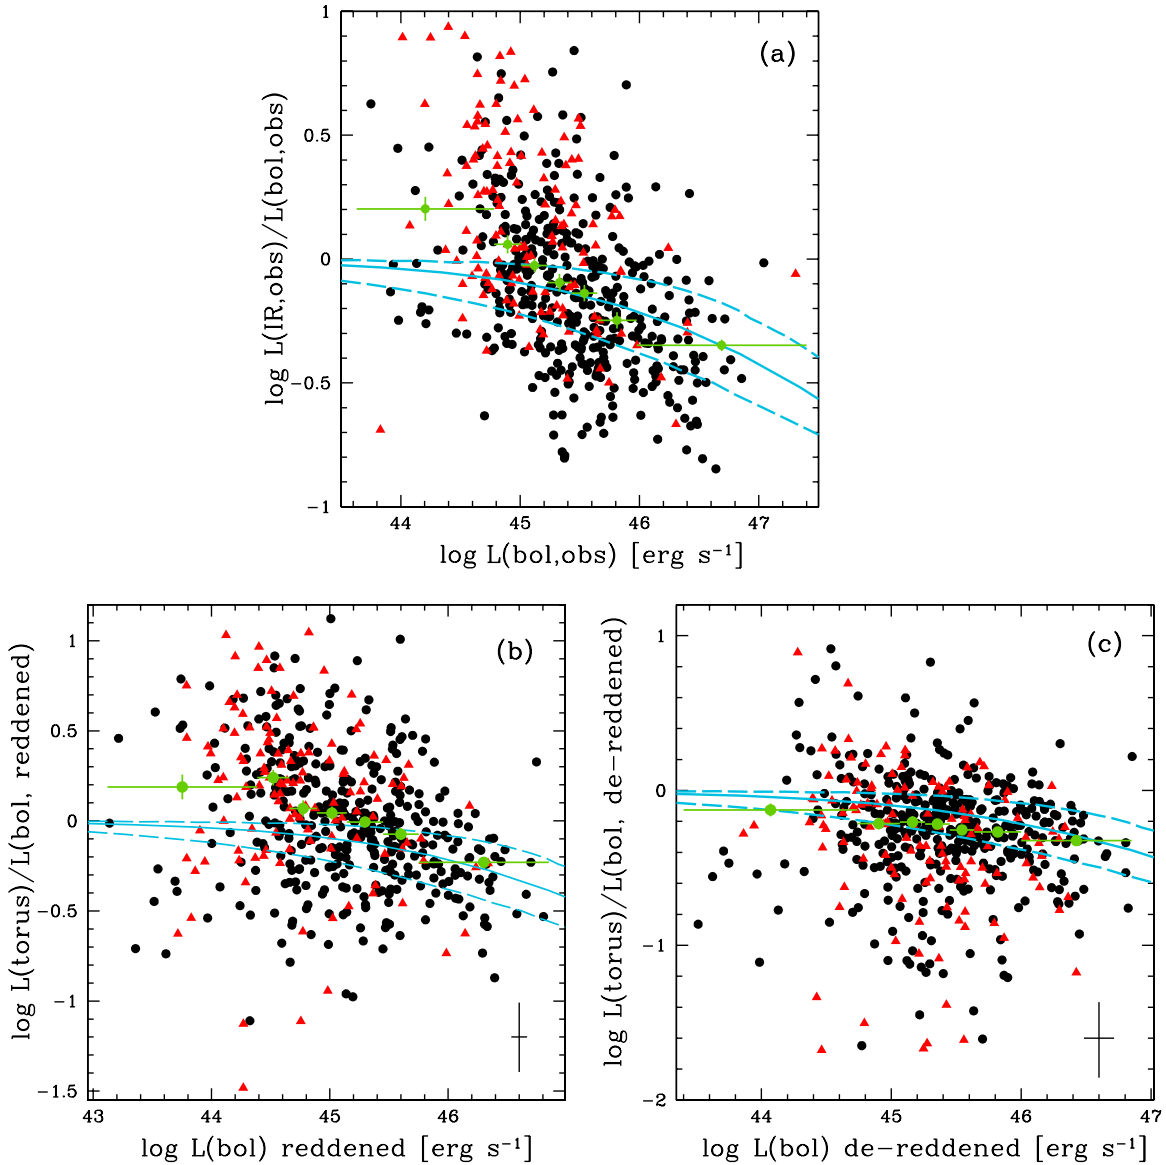 (a)
1
0.5
0
−0.5
−1
log L(IR,obs)/L(bol,obs)
44 45 46 47
log L(bol,obs) [erg s⁻¹]
(b)
1
0.5
0
−0.5
−1
−1.5
log L(torus)/L(bol, reddened)
43 44 45 46
log L(bol) reddened [erg s⁻¹]
(c)
1
0
−1
−2
log L(torus)/L(bol, de−reddened)
44 45 46 47
log L(bol) de−reddened [erg s⁻¹]